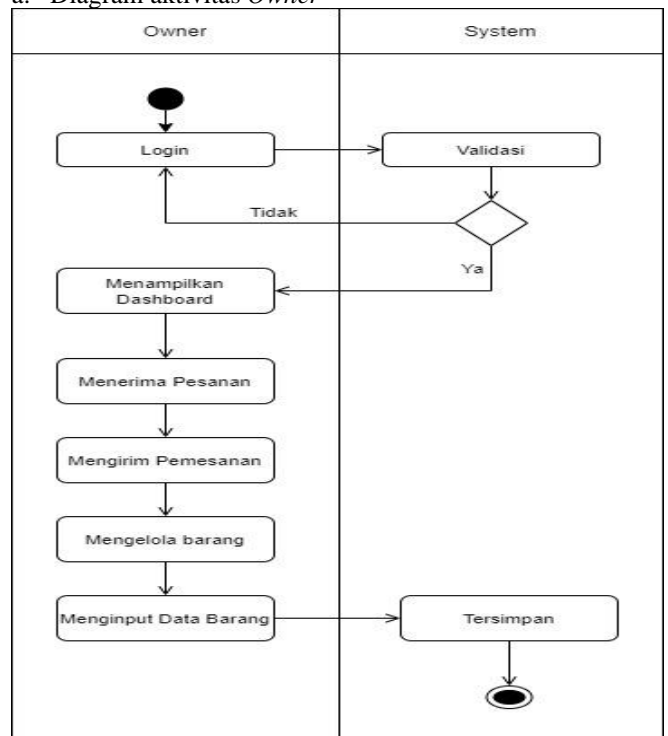 a. Diagram aktivitas Owner
Owner
System
Login
Validasi
Tidak
Ya
Menampilkan
Dashboard
Menerima Pesanan
Mengirim Pemesanan
Mengelola barang
Menginput Data Barang
Tersimpan